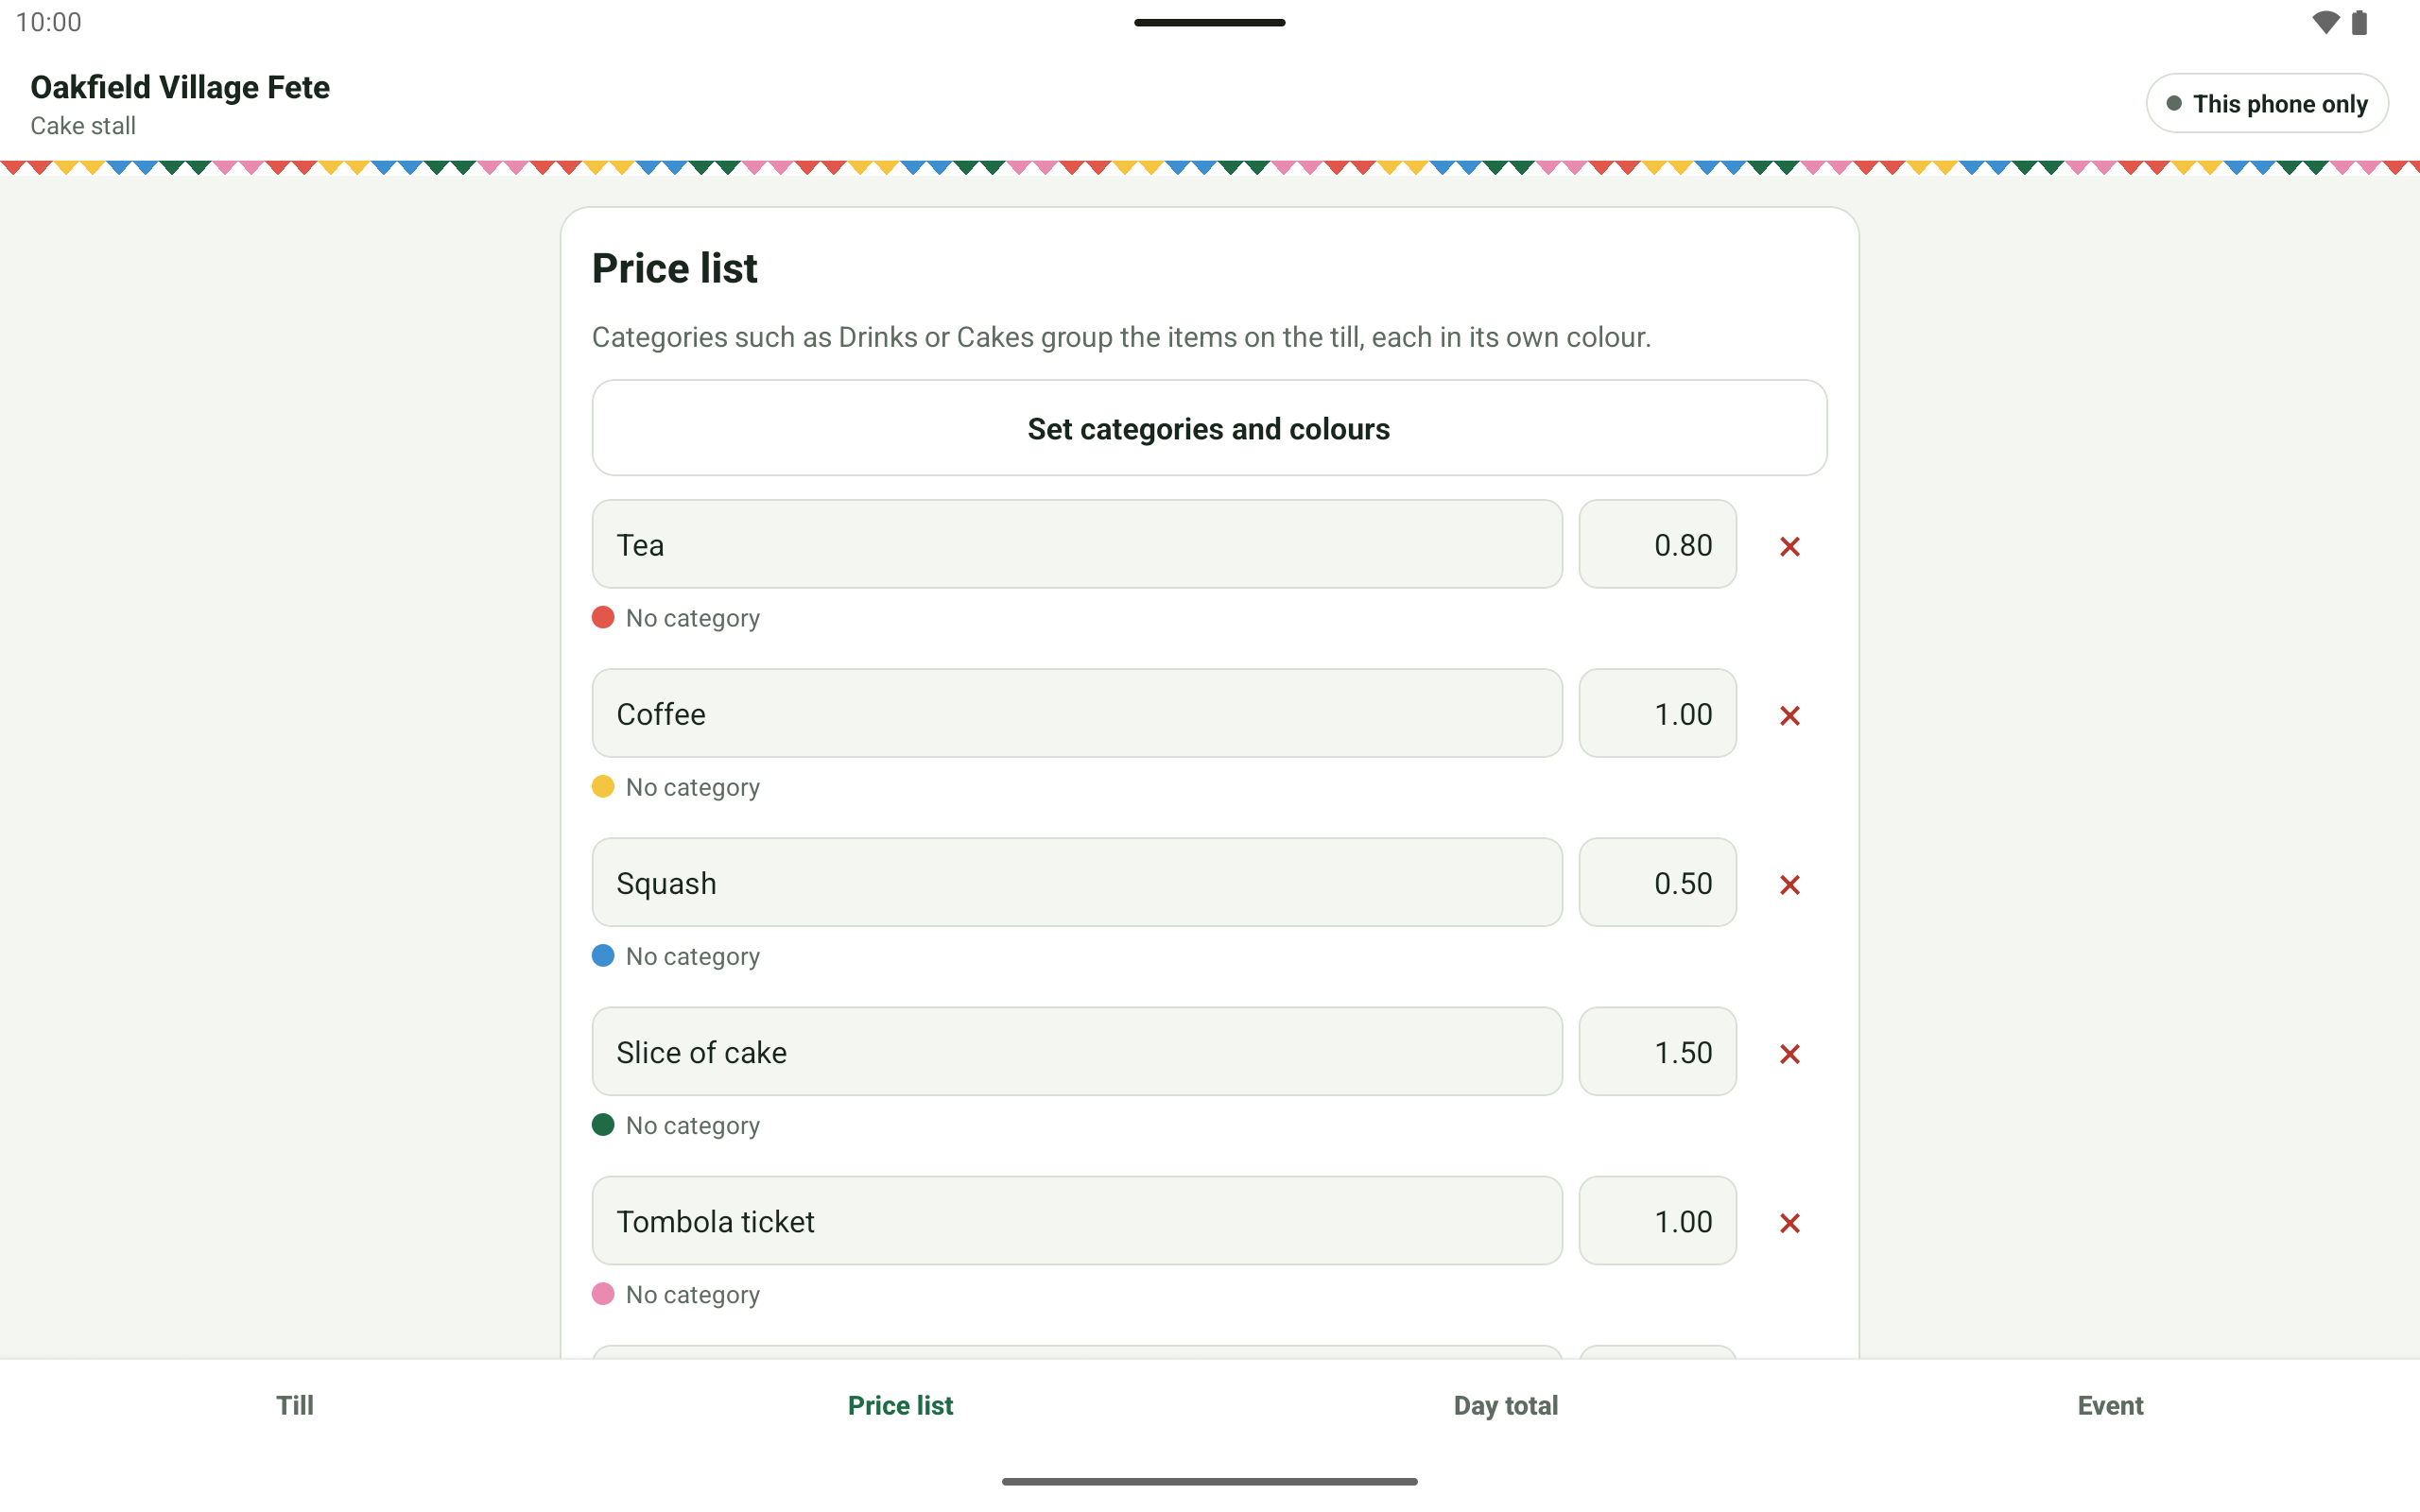 10:00
Oakfield Village Fete
Cake stall
This phone only
Price list
Categories such as Drinks or Cakes group the items on the till, each in its own colour.
Set categories and colours
Tea 0.80 ×
No category
Coffee 1.00 ×
No category
Squash 0.50 ×
No category
Slice of cake 1.50 ×
No category
Tombola ticket 1.00 ×
No category
Till Price list Day total Event